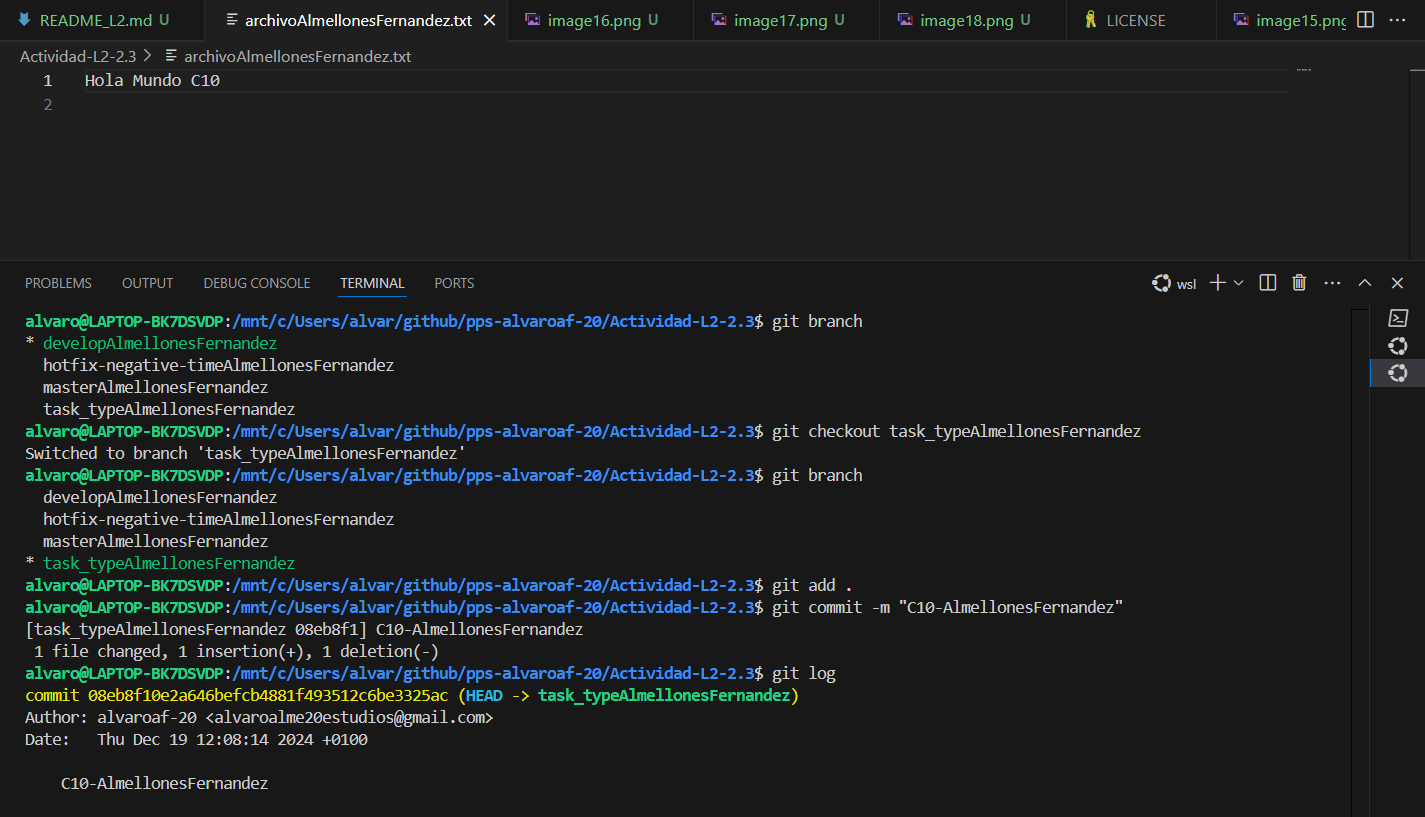 README_L2.md U archivoAlmellonesFernandez.txt image16.png U image17.png U image18.png U LICENSE image15.png
Actividad-L2-2.3 > archivoAlmellonesFernandez.txt
1 Hola Mundo C10
2
PROBLEMS OUTPUT DEBUG CONSOLE TERMINAL PORTS wsl
alvaro@LAPTOP-BK7DSVDP:/mnt/c/Users/alvar/github/pps-alvaroaf-20/Actividad-L2-2.3$ git branch
* developAlmellonesFernandez
  hotfix-negative-timeAlmellonesFernandez
  masterAlmellonesFernandez
  task_typeAlmellonesFernandez
alvaro@LAPTOP-BK7DSVDP:/mnt/c/Users/alvar/github/pps-alvaroaf-20/Actividad-L2-2.3$ git checkout task_typeAlmellonesFernandez
Switched to branch 'task_typeAlmellonesFernandez'
alvaro@LAPTOP-BK7DSVDP:/mnt/c/Users/alvar/github/pps-alvaroaf-20/Actividad-L2-2.3$ git branch
  developAlmellonesFernandez
  hotfix-negative-timeAlmellonesFernandez
  masterAlmellonesFernandez
* task_typeAlmellonesFernandez
alvaro@LAPTOP-BK7DSVDP:/mnt/c/Users/alvar/github/pps-alvaroaf-20/Actividad-L2-2.3$ git add .
alvaro@LAPTOP-BK7DSVDP:/mnt/c/Users/alvar/github/pps-alvaroaf-20/Actividad-L2-2.3$ git commit -m "C10-AlmellonesFernandez"
[task_typeAlmellonesFernandez 08eb8f1] C10-AlmellonesFernandez
 1 file changed, 1 insertion(+), 1 deletion(-)
alvaro@LAPTOP-BK7DSVDP:/mnt/c/Users/alvar/github/pps-alvaroaf-20/Actividad-L2-2.3$ git log
commit 08eb8f10e2a646befcb4881f493512c6be3325ac (HEAD -> task_typeAlmellonesFernandez)
Author: alvaroaf-20 <alvaroalme20estudios@gmail.com>
Date:   Thu Dec 19 12:08:14 2024 +0100
    C10-AlmellonesFernandez